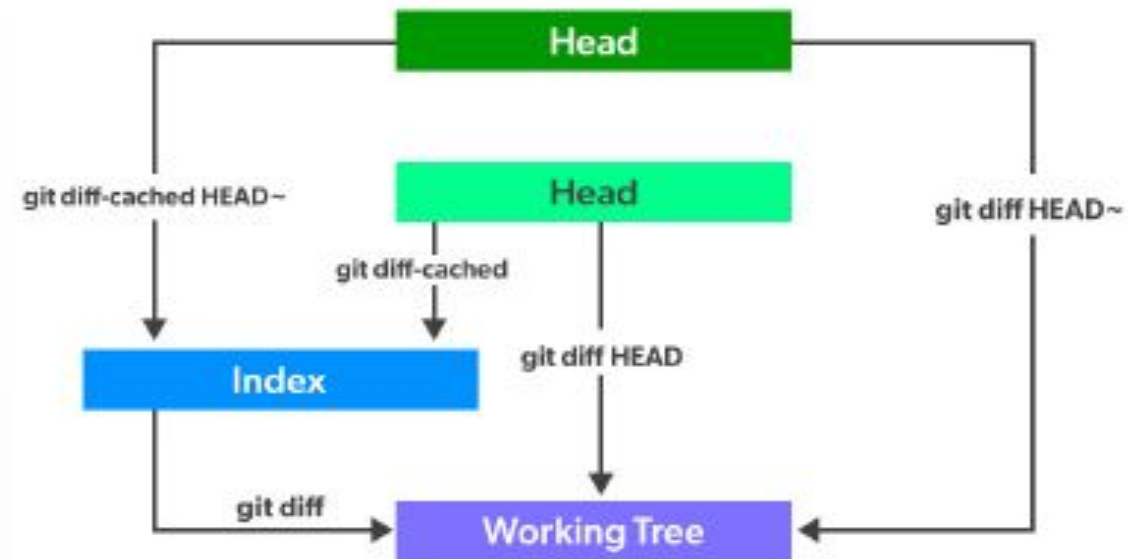 Head
git diff-cached HEAD~
Head
git diff HEAD~
git diff-cached
git diff HEAD
Index
git diff
Working Tree